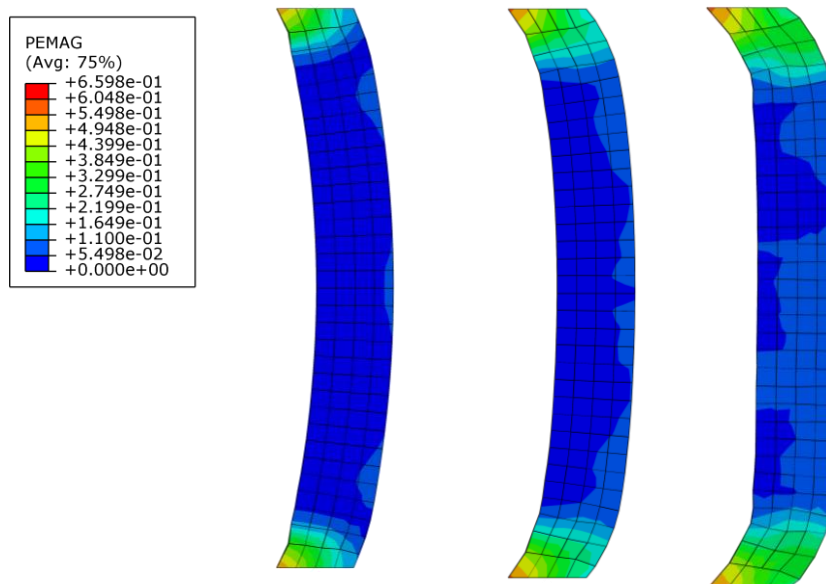 PEMAG
(Avg: 75%)
+6.598e-01
+6.048e-01
+5.498e-01
+4.948e-01
+4.399e-01
+3.849e-01
+3.299e-01
+2.749e-01
+2.199e-01
+1.649e-01
+1.100e-01
+5.498e-02
+0.000e+00